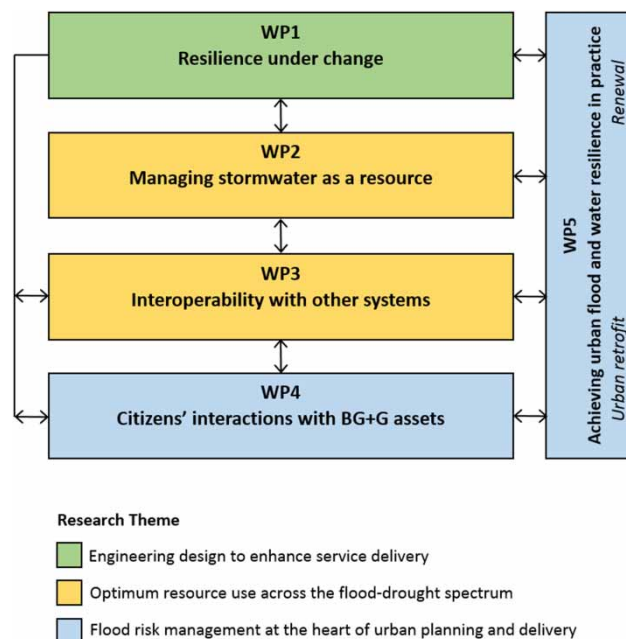 WP1
Resilience under change
WP2
Managing stormwater as a resource
WP3
Interoperability with other systems
WP4
Citizens’ interactions with BG+G assets
WP5
Achieving urban flood and water resilience in practice
Urban retrofit
Renewal
Research Theme
Engineering design to enhance service delivery
Optimum resource use across the flood-drought spectrum
Flood risk management at the heart of urban planning and delivery